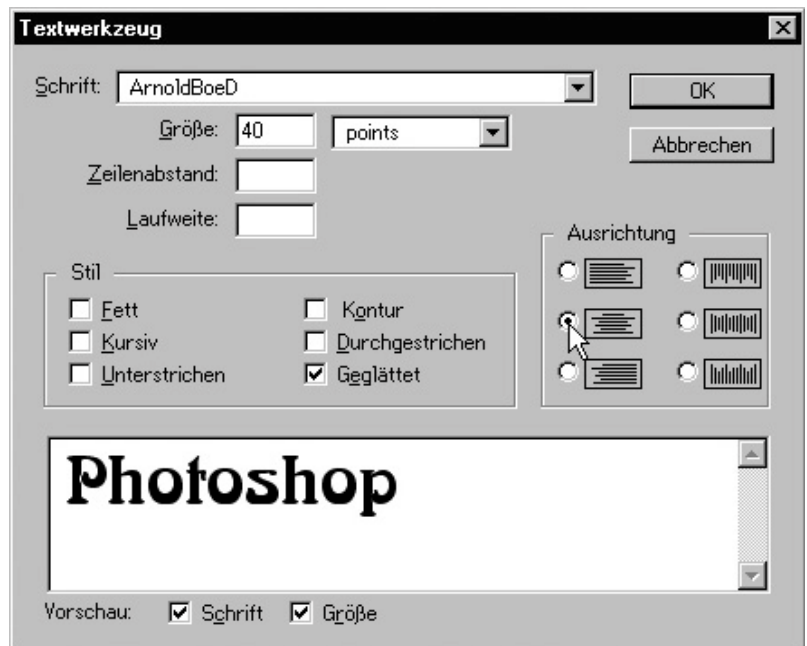 Textwerkzeug
Schrift: ArnoldBoeD
OK
Größe: 40 points
Abbrechen
Zeilenabstand:
Laufweite:
Ausrichtung
Stil
Fett Kontur
Kursiv Durchgestrichen
Unterstrichen Geglättet
Photoshop
Vorschau: Schrift Größe